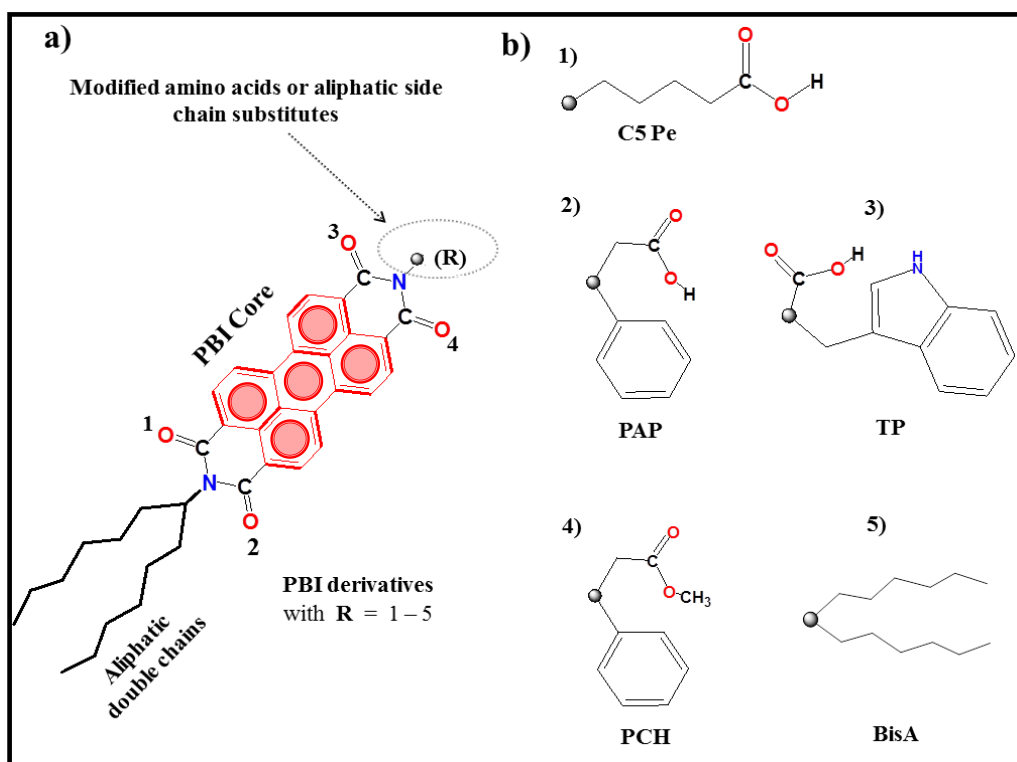 a)
Modified amino acids or aliphatic side
chain substitutes
3
O
(R)
C
N
C
O
4
PBI Core
1
O
C
N
C
O
2
Aliphatic
double chains
PBI derivatives
with R = 1 – 5
b)
1)
O
C
O
H
C5 Pe
2)
O
C
O
H
PAP
3)
O
C
O
H
H
N
TP
4)
O
C
O
CH3
PCH
5)
BisA